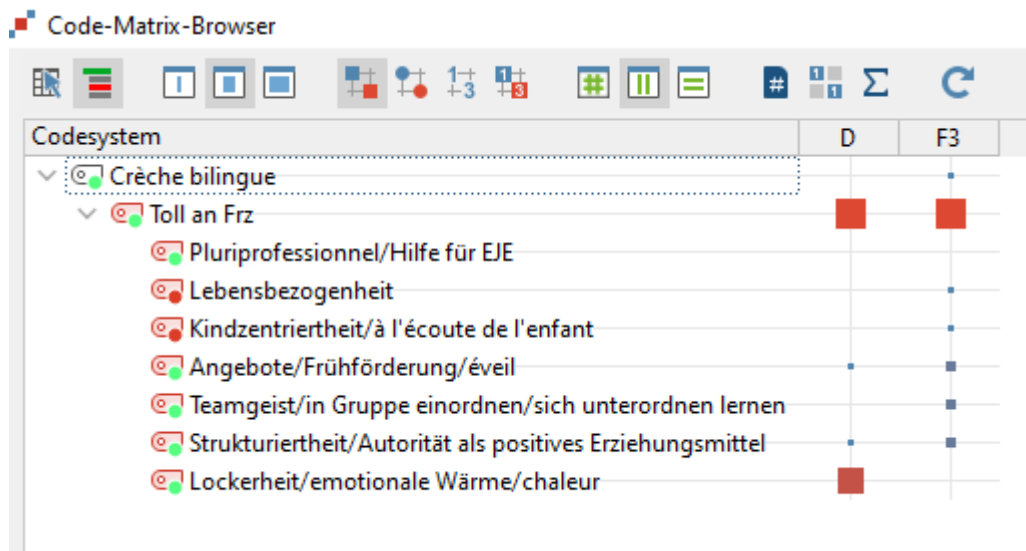 Code-Matrix-Browser
Codesystem D F3
Crèche bilingue
Toll an Frz
Pluriprofessionnel/Hilfe für EJE
Lebensbezogenheit
Kindzentriertheit/à l'écoute de l'enfant
Angebote/Frühförderung/éveil
Teamgeist/in Gruppe einordnen/sich unterordnen lernen
Strukturiertheit/Autorität als positives Erziehungsmittel
Lockerheit/emotionale Wärme/chaleur